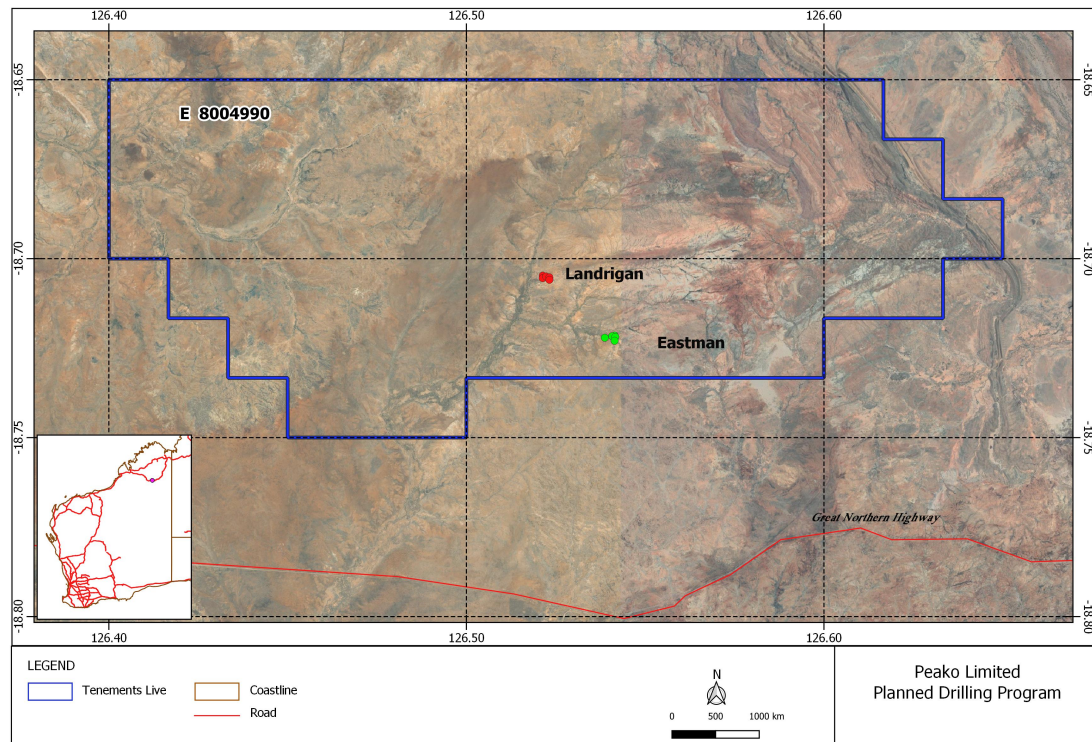 126.40 126.50 126.60
-18.65 -18.65
E 8004990
-18.70 -18.70
Landrigan
Eastman
-18.75 -18.75
Great Northern Highway
-18.80 -18.80
126.40 126.50 126.60
LEGEND
Tenements Live
Coastline
Road
N
0 500 1000 km
Peako Limited
Planned Drilling Program